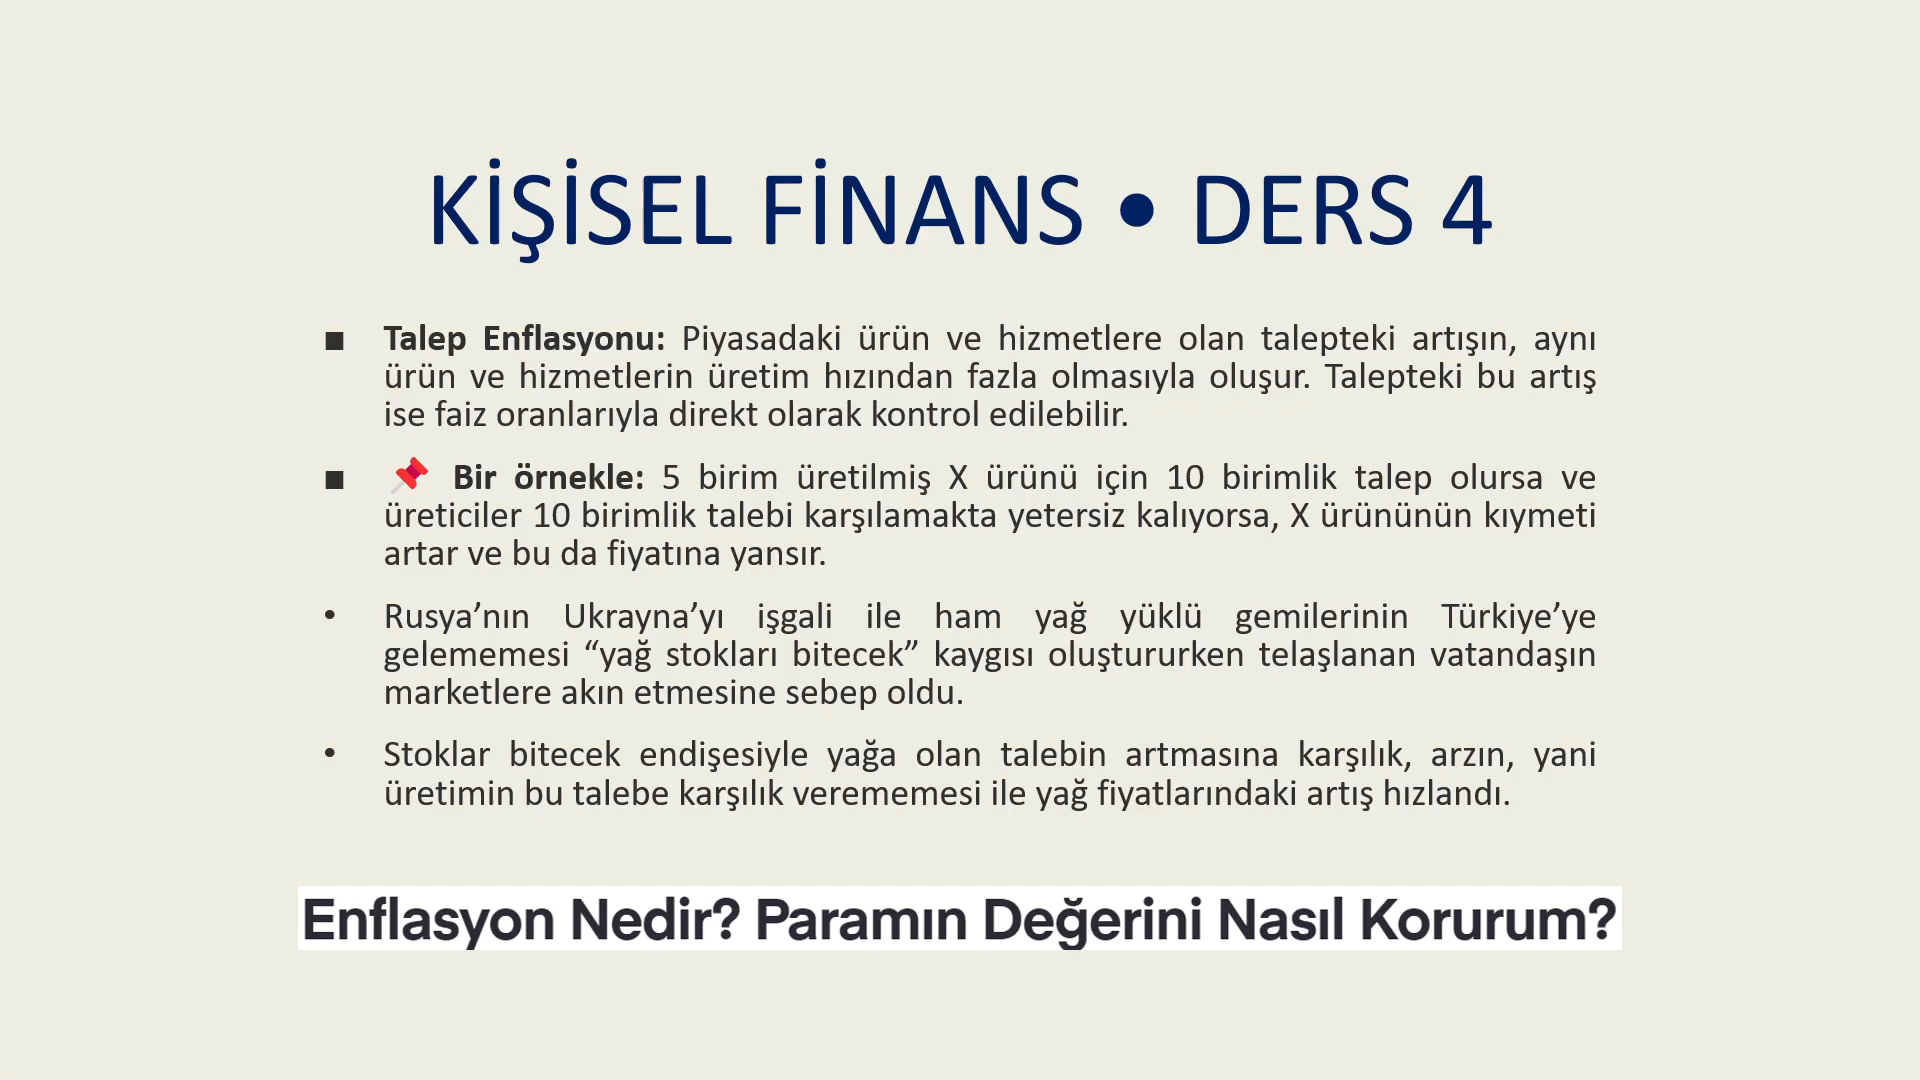 KİŞİSEL FİNANS • DERS 4
▪ Talep Enflasyonu: Piyasadaki ürün ve hizmetlere olan talepteki artışın, aynı
ürün ve hizmetlerin üretim hızından fazla olmasıyla oluşur. Talepteki bu artış
ise faiz oranlarıyla direkt olarak kontrol edilebilir.
▪ 📌 Bir örnekle: 5 birim üretilmiş X ürünü için 10 birimlik talep olursa ve
üreticiler 10 birimlik talebi karşılamakta yetersiz kalıyorsa, X ürününün kıymeti
artar ve bu da fiyatına yansır.
• Rusya’nın Ukrayna’yı işgali ile ham yağ yüklü gemilerinin Türkiye’ye
gelememesi “yağ stokları bitecek” kaygısı oluştururken telaşlanan vatandaşın
marketlere akın etmesine sebep oldu.
• Stoklar bitecek endişesiyle yağa olan talebin artmasına karşılık, arzın, yani
üretimin bu talebe karşılık verememesi ile yağ fiyatlarındaki artış hızlandı.
Enflasyon Nedir? Paramın Değerini Nasıl Korurum?